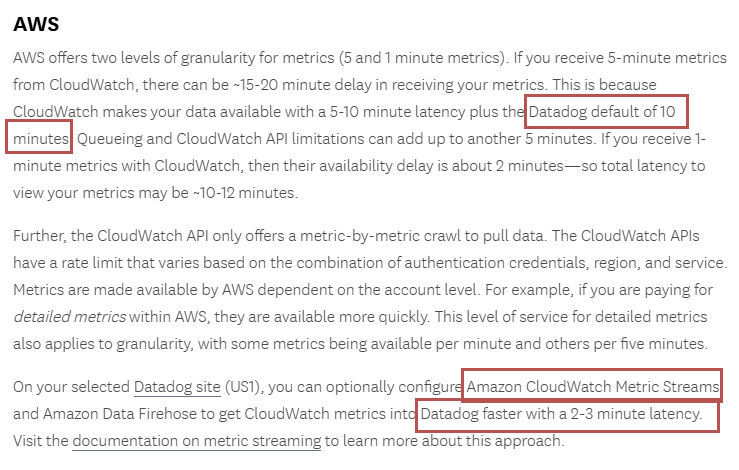 AWS
AWS offers two levels of granularity for metrics (5 and 1 minute metrics). If you receive 5-minute metrics
from CloudWatch, there can be ~15-20 minute delay in receiving your metrics. This is because
CloudWatch makes your data available with a 5-10 minute latency plus the Datadog default of 10
minutes. Queueing and CloudWatch API limitations can add up to another 5 minutes. If you receive 1-
minute metrics with CloudWatch, then their availability delay is about 2 minutes—so total latency to
view your metrics may be ~10-12 minutes.
Further, the CloudWatch API only offers a metric-by-metric crawl to pull data. The CloudWatch APIs
have a rate limit that varies based on the combination of authentication credentials, region, and service.
Metrics are made available by AWS dependent on the account level. For example, if you are paying for
detailed metrics within AWS, they are available more quickly. This level of service for detailed metrics
also applies to granularity, with some metrics being available per minute and others per five minutes.
On your selected Datadog site (US1), you can optionally configure Amazon CloudWatch Metric Streams
and Amazon Data Firehose to get CloudWatch metrics into Datadog faster with a 2-3 minute latency.
Visit the documentation on metric streaming to learn more about this approach.